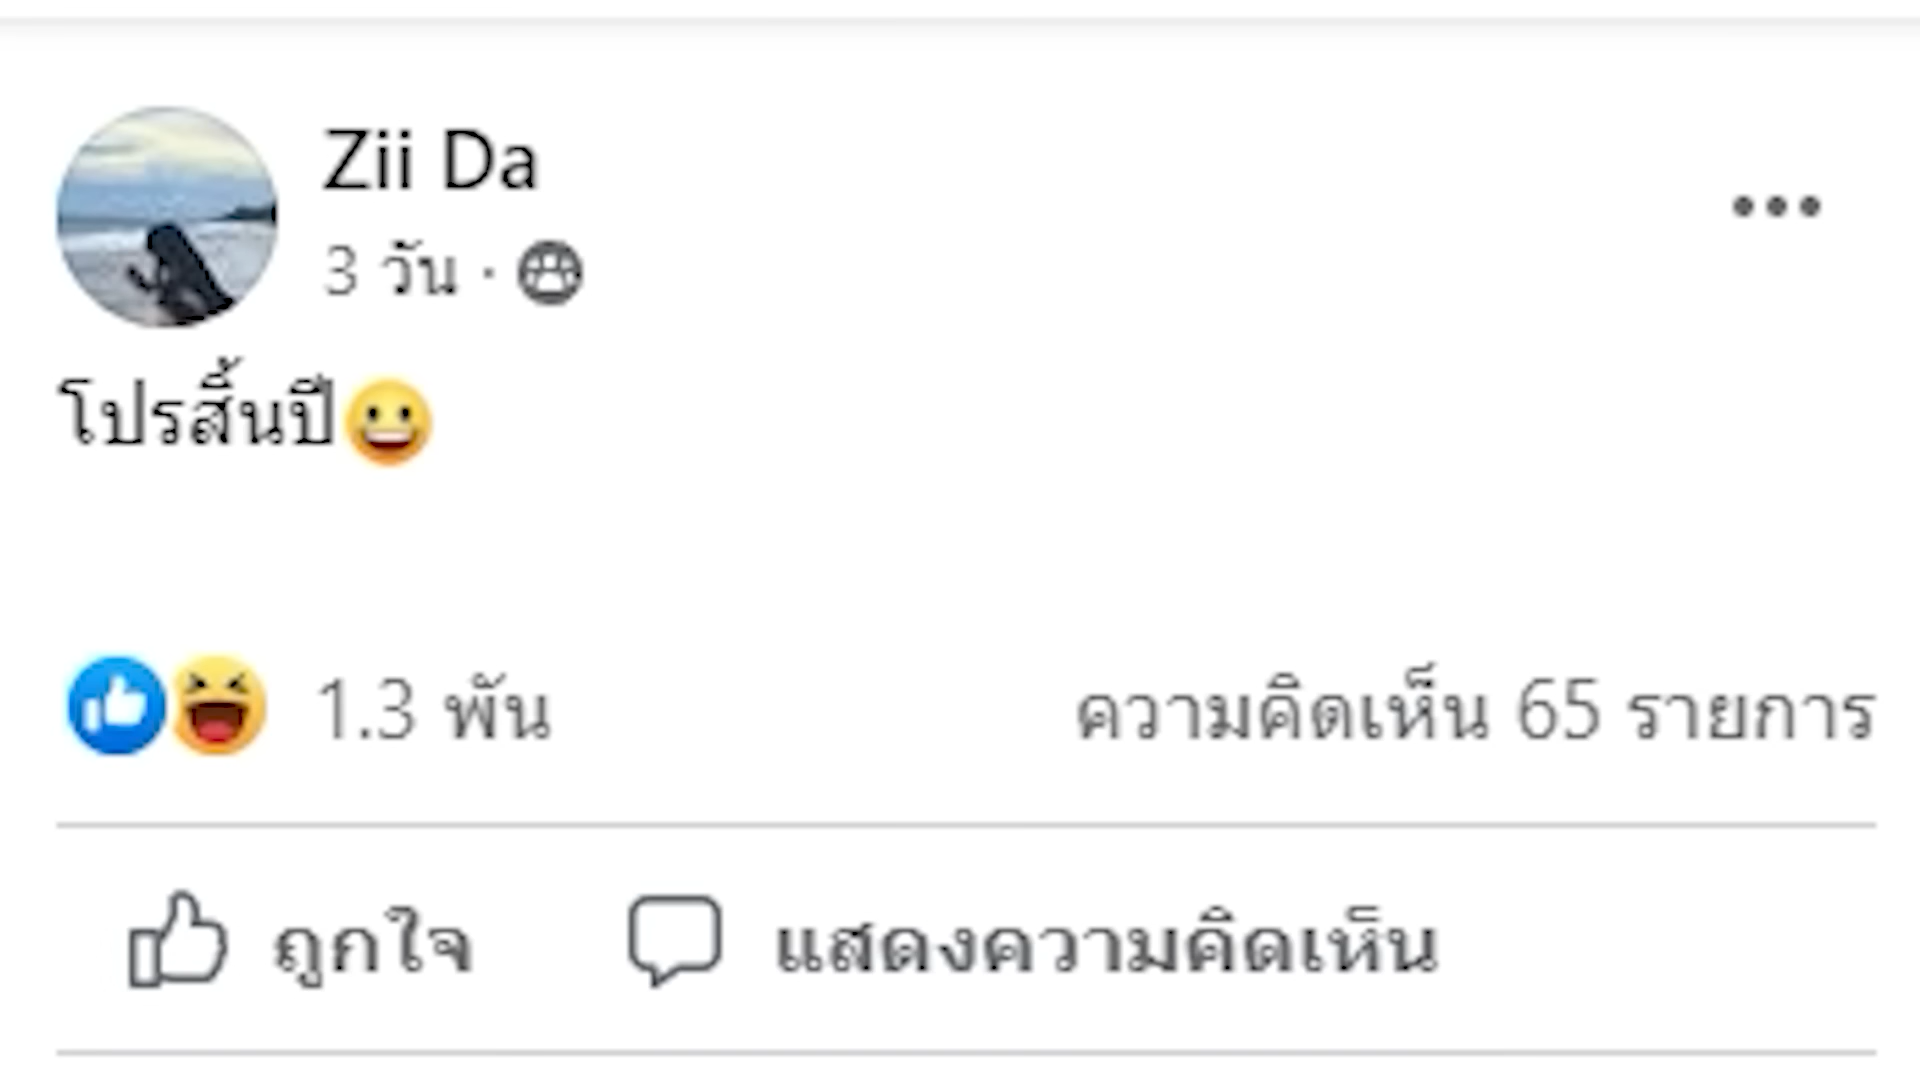 Zii Da
3 วัน ·
โปรสิ้นปี😀
1.3 พัน
ความคิดเห็น 65 รายการ
ถูกใจ
แสดงความคิดเห็น